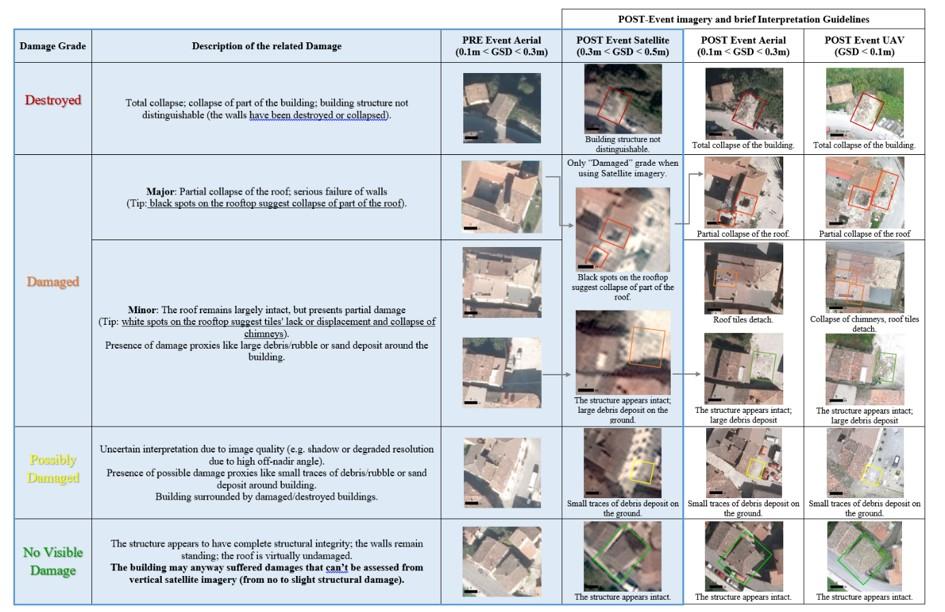 POST-Event imagery and brief Interpretation Guidelines
Damage Grade
Description of the related Damage
PRE Event Aerial
(0.1m < GSD < 0.3m)
POST Event Satellite
(0.3m < GSD < 0.5m)
POST Event Aerial
(0.1m < GSD < 0.3m)
POST Event UAV
(GSD < 0.1m)
Destroyed
Total collapse; collapse of part of the building; building structure not
distinguishable (the walls have been destroyed or collapsed).
Building structure not
distinguishable.
Total collapse of the building.
Total collapse of the building.
Damaged
Major: Partial collapse of the roof; serious failure of walls
(Tip: black spots on the rooftop suggest collapse of part of the roof).
Only “Damaged” grade when
using Satellite imagery.
Black spots on the rooftop
suggest collapse of part of the
roof.
Partial collapse of the roof.
Partial collapse of the roof
Minor: The roof remains largely intact, but presents partial damage
(Tip: white spots on the rooftop suggest tiles' lack or displacement and collapse of
chimneys).
Presence of damage proxies like large debris/rubble or sand deposit around the
building.
Roof tiles detach.
Collapse of chimneys, roof tiles
detach.
The structure appears intact;
large debris deposit on the
ground.
The structure appears intact;
large debris deposit
The structure appears intact;
large debris deposit
Possibly
Damaged
Uncertain interpretation due to image quality (e.g. shadow or degraded resolution
due to high off-nadir angle).
Presence of possible damage proxies like small traces of debris/rubble or sand
deposit around building.
Building surrounded by damaged/destroyed buildings.
Small traces of debris deposit on
the ground.
Small traces of debris deposit on
the ground.
Small traces of debris deposit on
the ground.
No Visible
Damage
The structure appears to have complete structural integrity; the walls remain
standing; the roof is virtually undamaged.
The building may anyway suffered damages that can't be assessed from
vertical satellite imagery (from no to slight structural damage).
The structure appears intact.
The structure appears intact.
The structure appears intact.